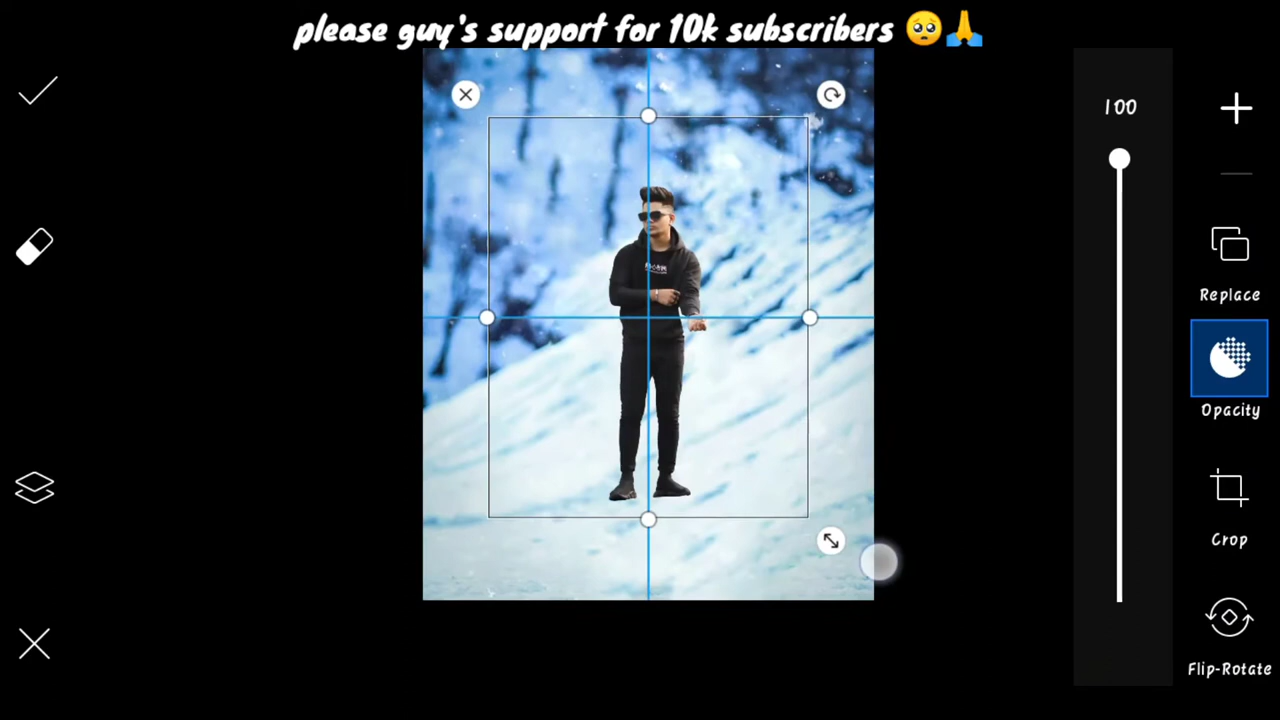 please guy's support for 10k subscribers 🥺🙏
100
Replace
Opacity
Crop
Flip-Rotate